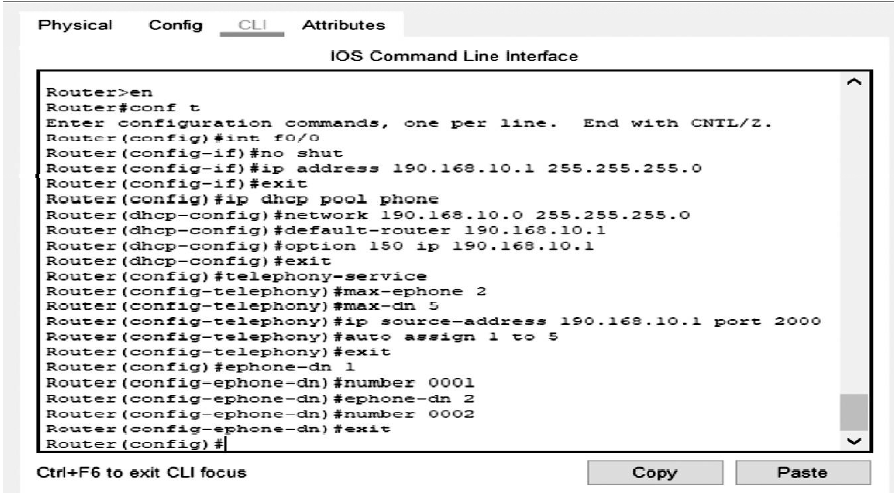 Physical Config CLI Attributes
IOS Command Line Interface
Router>en
Router#conf t
Enter configuration commands, one per line. End with CNTL/Z.
Router(config)#int f0/0
Router(config-if)#no shut
Router(config-if)#ip address 190.168.10.1 255.255.255.0
Router(config-if)#exit
Router(config)#ip dhcp pool phone
Router(dhcp-config)#network 190.168.10.0 255.255.255.0
Router(dhcp-config)#default-router 190.168.10.1
Router(dhcp-config)#option 150 ip 190.168.10.1
Router(dhcp-config)#exit
Router(config)#telephony-service
Router(config-telephony)#max-ephone 2
Router(config-telephony)#max-dn 5
Router(config-telephony)#ip source-address 190.168.10.1 port 2000
Router(config-telephony)#auto assign 1 to 5
Router(config-telephony)#exit
Router(config)#ephone-dn 1
Router(config-ephone-dn)#number 0001
Router(config-ephone-dn)#ephone-dn 2
Router(config-ephone-dn)#number 0002
Router(config-ephone-dn)#exit
Router(config)#
Ctrl+F6 to exit CLI focus
Copy Paste